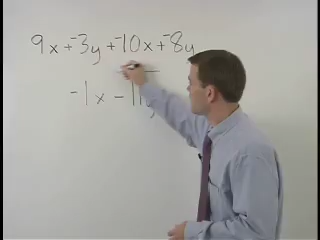 9x + ⁻3y + ⁻10x + ⁻8y
-1x - 11y